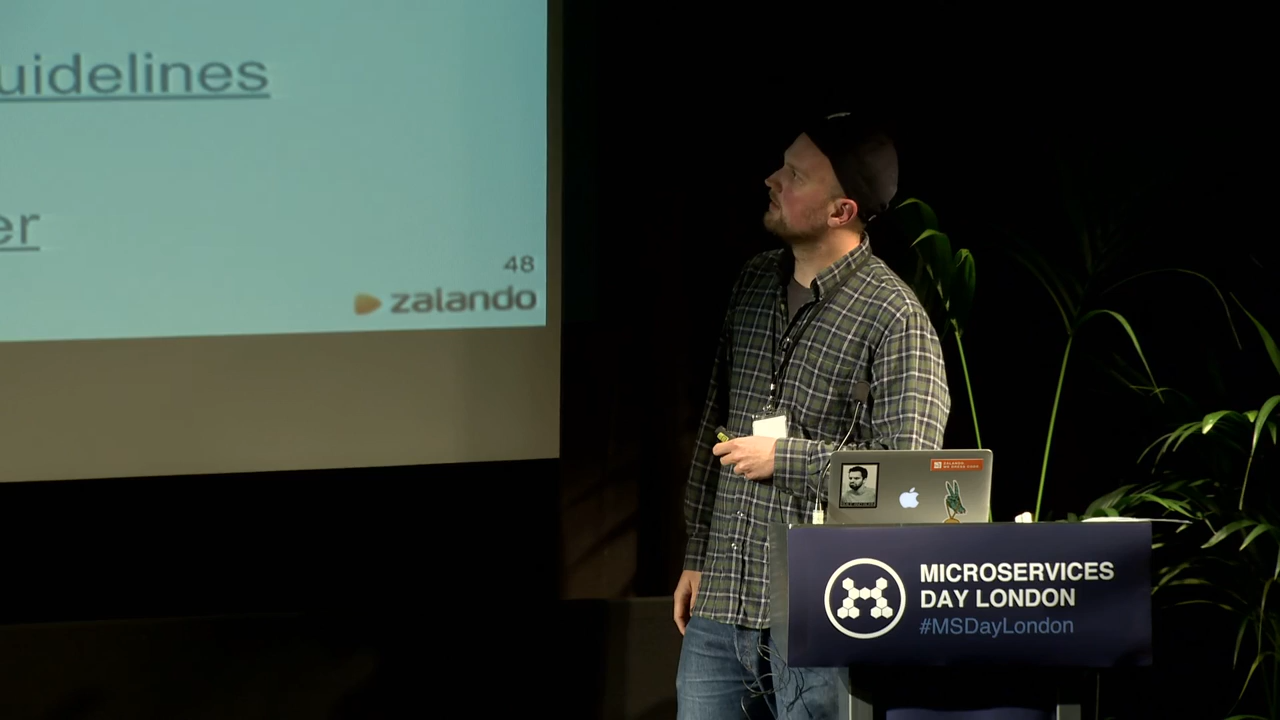 uidelines
er
48
zalando
MICROSERVICES
DAY LONDON
#MSDayLondon